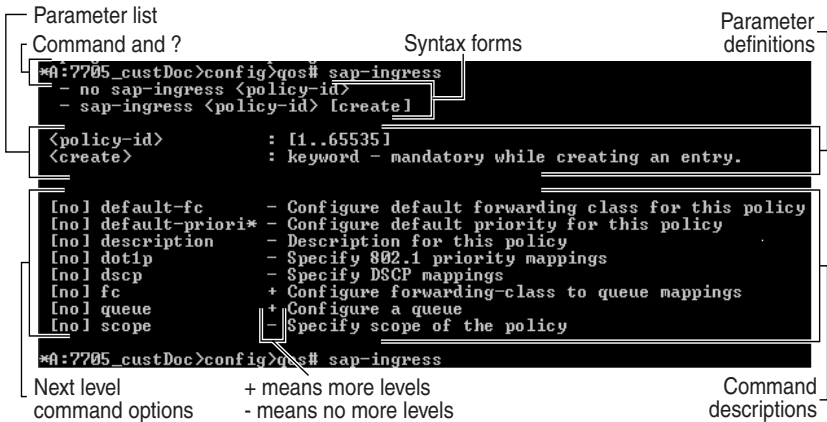 Parameter list
Parameter
definitions
Command and ?
Syntax forms
*A:7705_custDoc>config>qos# sap-ingress
- no sap-ingress <policy-id>
- sap-ingress <policy-id> [create]
<policy-id> : [1..65535]
<create> : keyword - mandatory while creating an entry.
[no] default-fc - Configure default forwarding class for this policy
[no] default-priori* - Configure default priority for this policy
[no] description - Description for this policy
[no] dot1p - Specify 802.1 priority mappings
[no] dscp - Specify DSCP mappings
[no] fc + Configure forwarding-class to queue mappings
[no] queue + Configure a queue
[no] scope - Specify scope of the policy
*A:7705_custDoc>config>qos# sap-ingress
Next level
command options
+ means more levels
- means no more levels
Command
descriptions